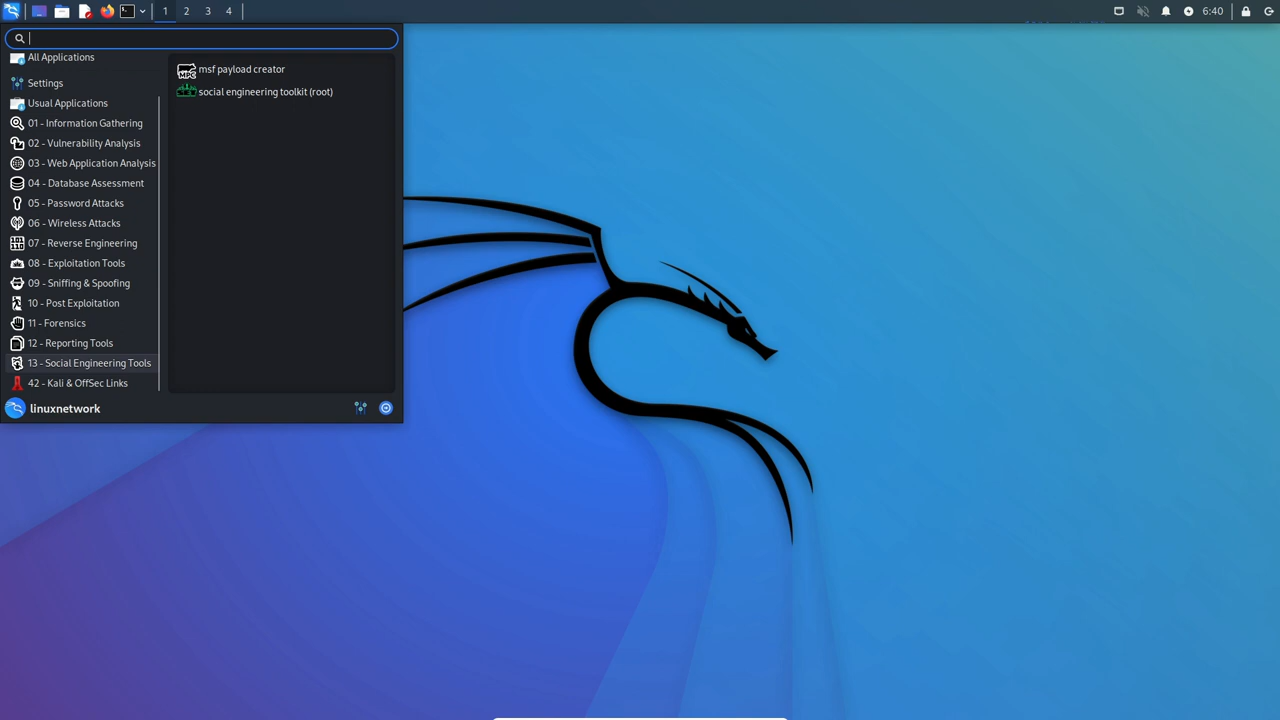 1 2 3 4
6:40
All Applications
Settings
Usual Applications
01 - Information Gathering
02 - Vulnerability Analysis
03 - Web Application Analysis
04 - Database Assessment
05 - Password Attacks
06 - Wireless Attacks
07 - Reverse Engineering
08 - Exploitation Tools
09 - Sniffing & Spoofing
10 - Post Exploitation
11 - Forensics
12 - Reporting Tools
13 - Social Engineering Tools
42 - Kali & OffSec Links
msf payload creator
social engineering toolkit (root)
linuxnetwork